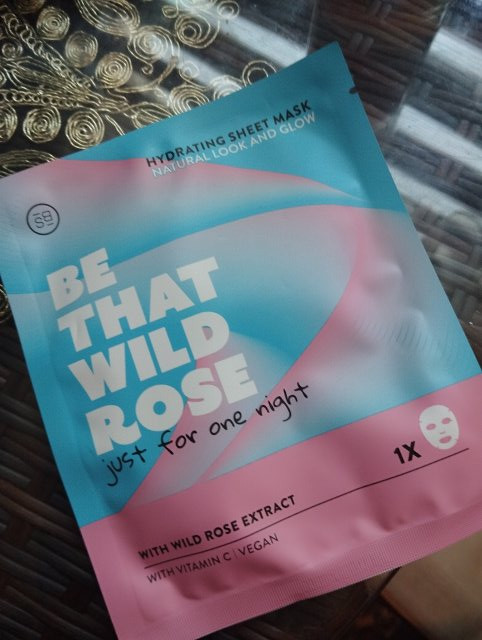 HYDRATING SHEET MASK
NATURAL LOOK AND GLOW
BS
BE
THAT
WILD
ROSE
just for one night
1X
WITH WILD ROSE EXTRACT
WITH VITAMIN C | VEGAN